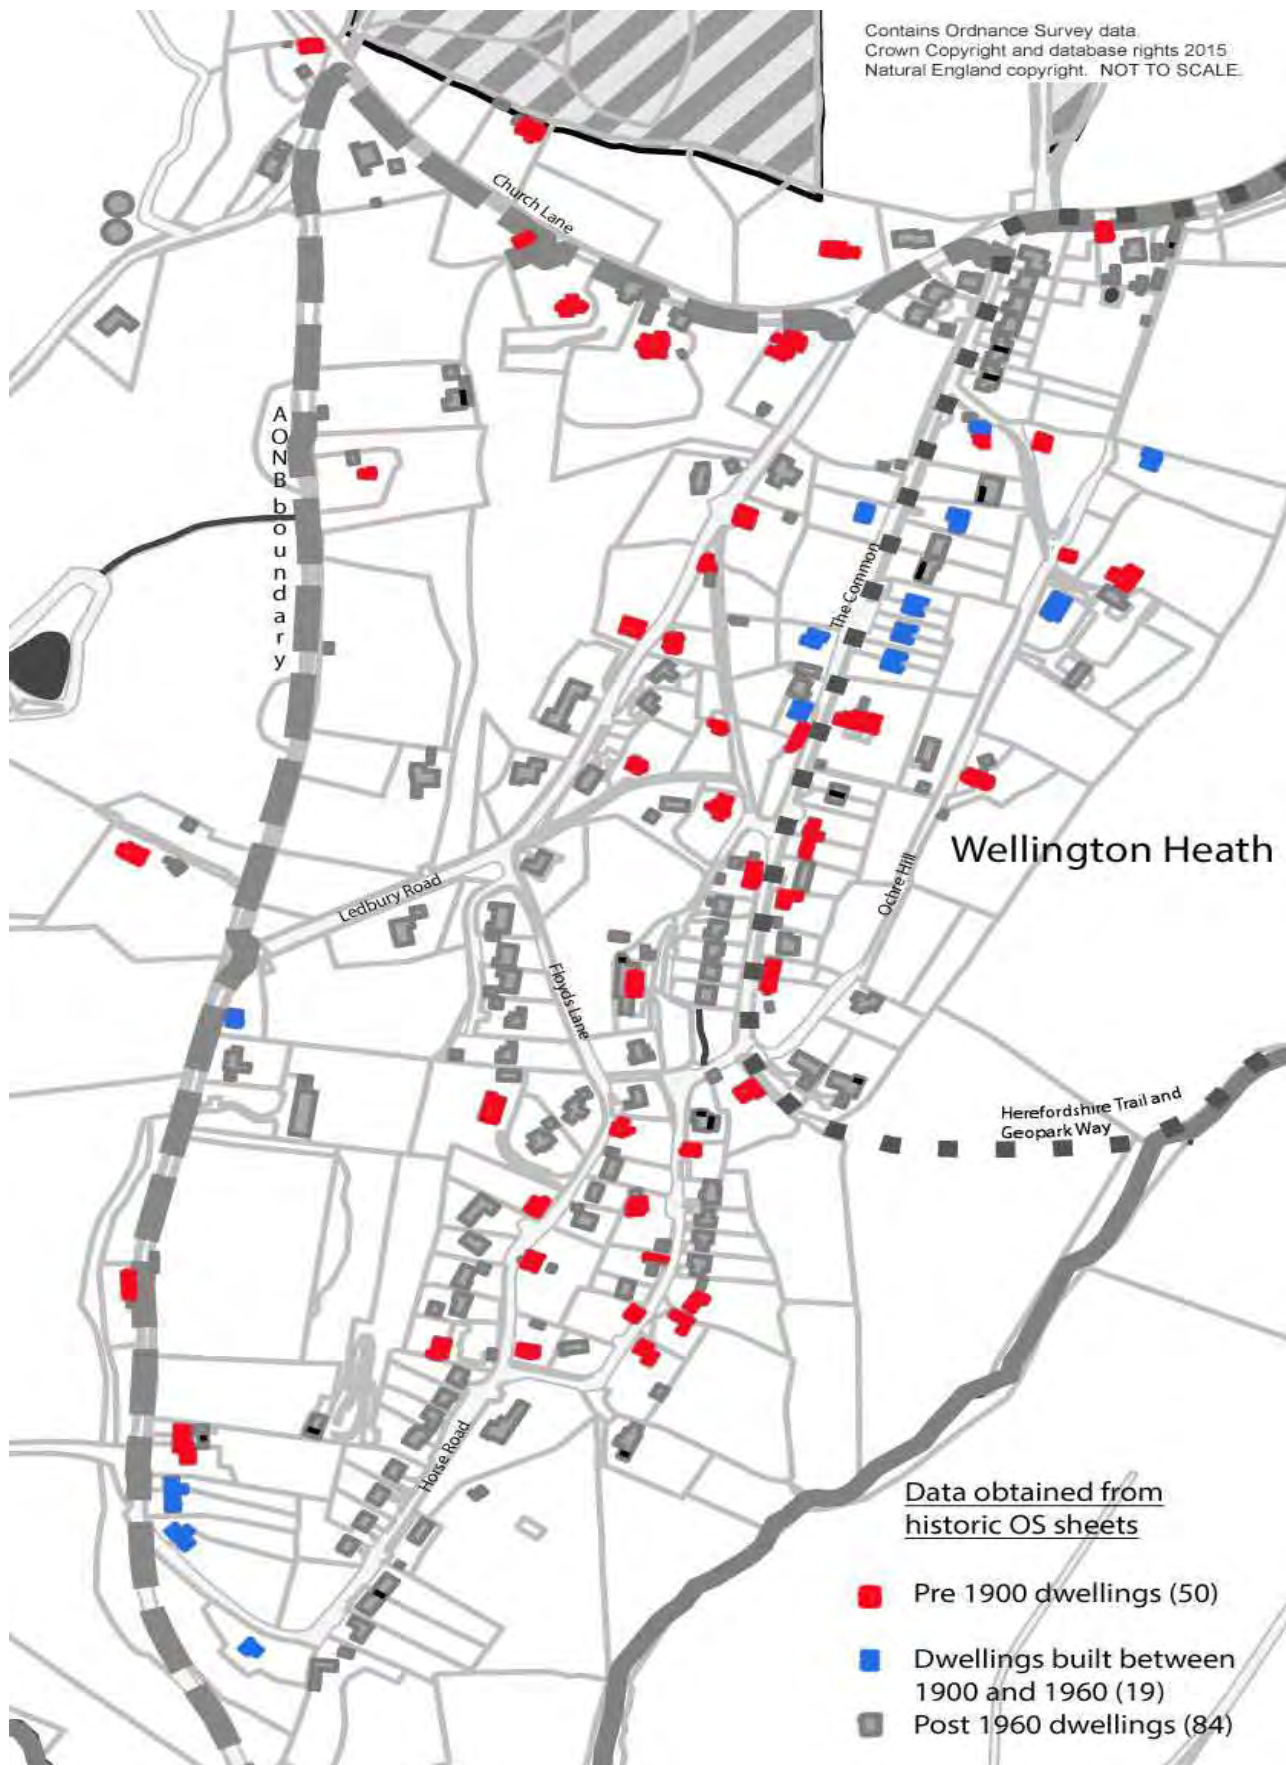 Contains Ordnance Survey data.
Crown Copyright and database rights 2015
Natural England copyright. NOT TO SCALE.
Church Lane
AONB boundary
The Common
Wellington Heath
Ochre Hill
Ledbury Road
Floyds Lane
Herefordshire Trail and
Geopark Way
Horse Road
Data obtained from
historic OS sheets
Pre 1900 dwellings (50)
Dwellings built between
1900 and 1960 (19)
Post 1960 dwellings (84)